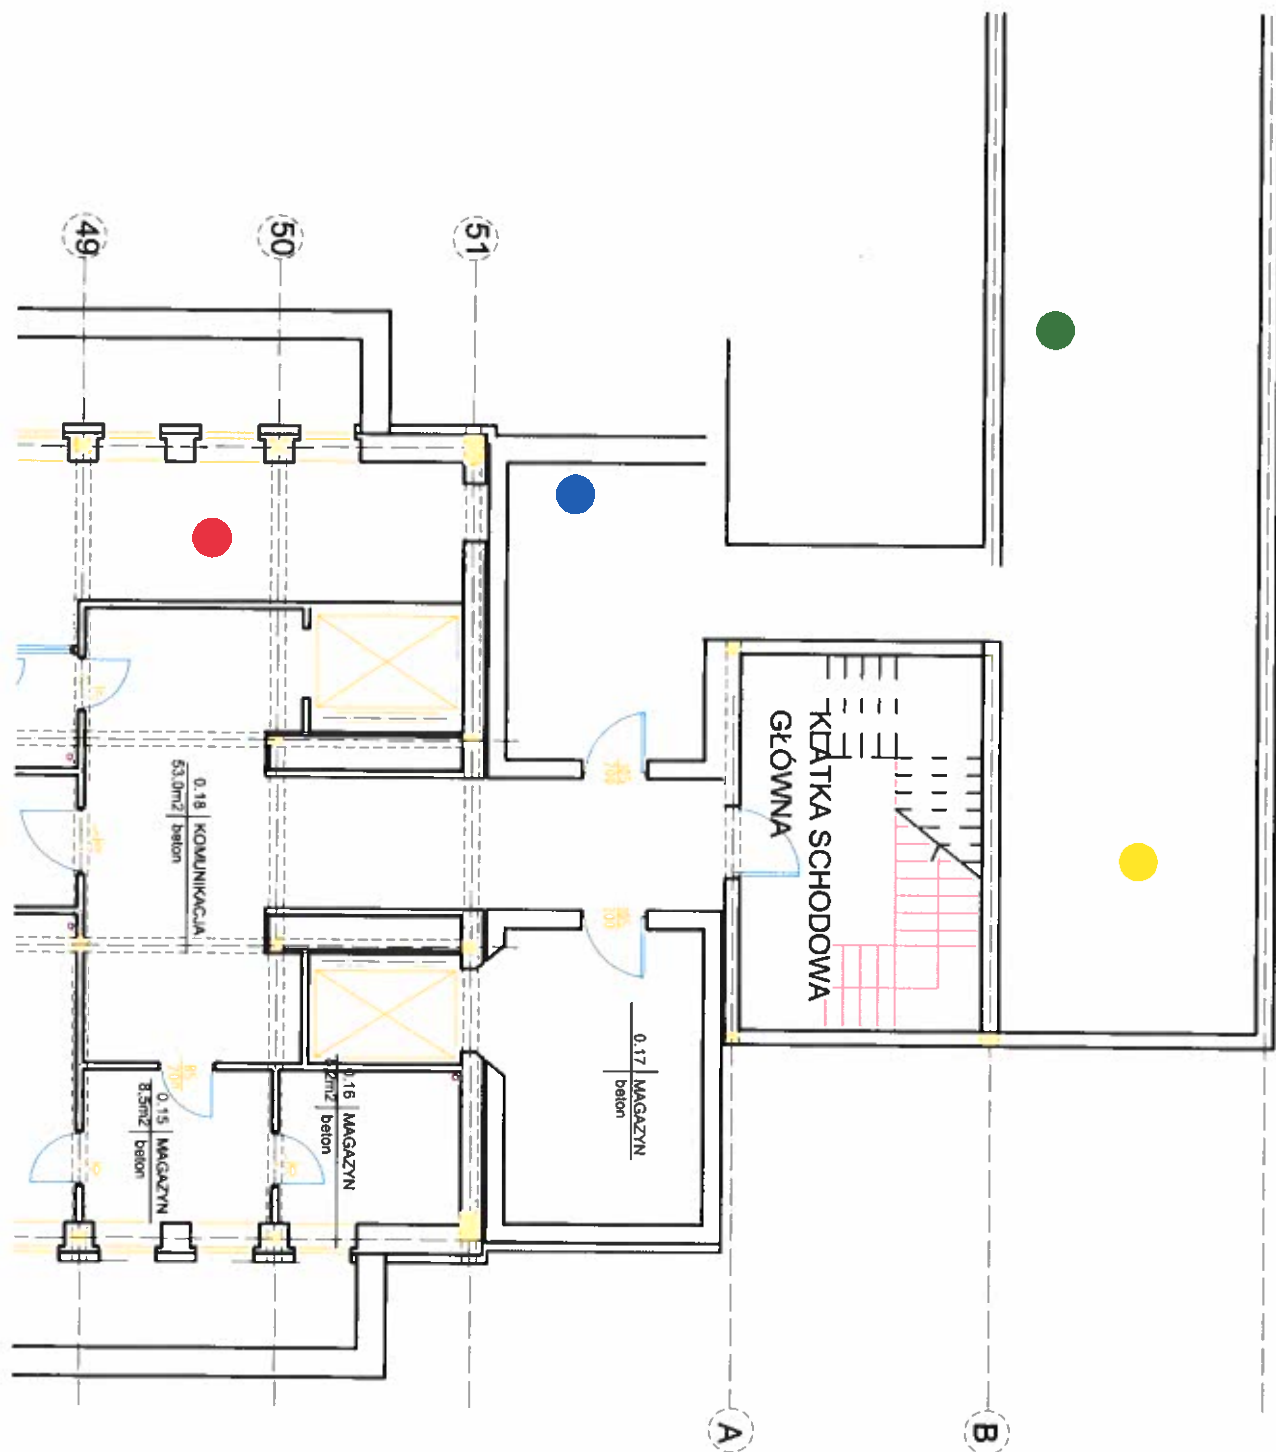 49
50
51
0.18 KOMUNIKACJA
53.0m2 beton
KLATKA SCHODOWA
GŁÓWNA
0.17 MAGAZYN
beton
0.16 MAGAZYN
beton
0.15 MAGAZYN
8.5m2 beton
A
B